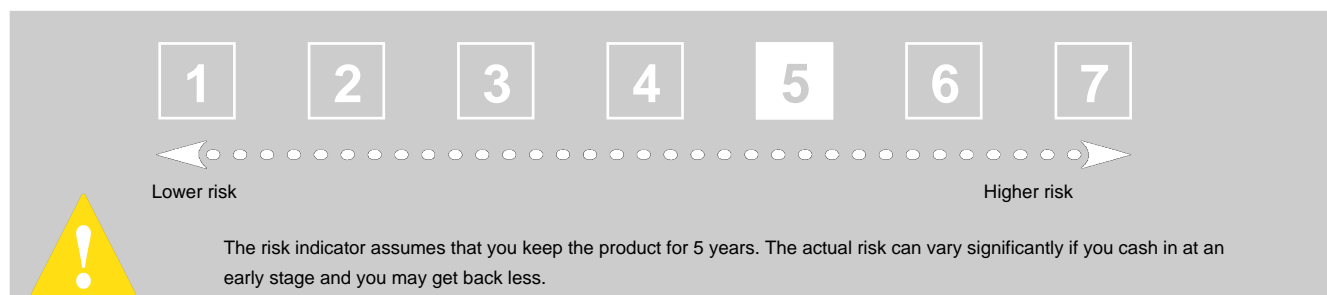 1 2 3 4 5 6 7
Lower risk Higher risk
! The risk indicator assumes that you keep the product for 5 years. The actual risk can vary significantly if you cash in at an
early stage and you may get back less.